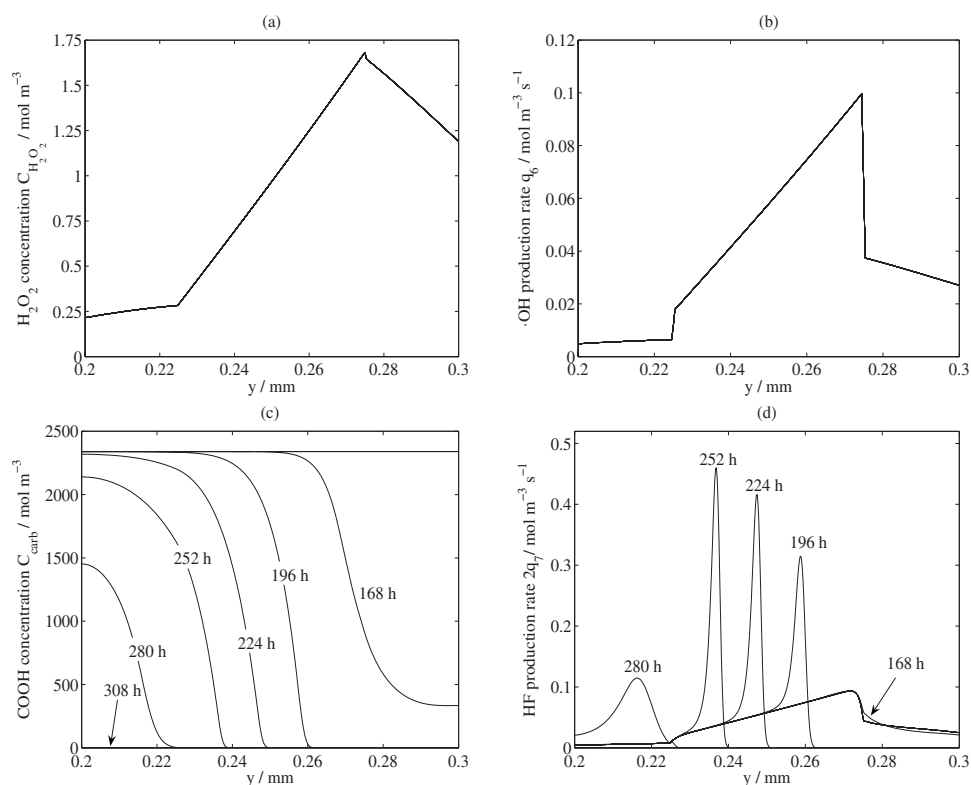 (a)
1.75
1.5
1.25
1
0.75
0.5
0.25
0
H₂O₂ concentration C_H₂O₂ / mol m⁻³
0.2 0.22 0.24 0.26 0.28 0.3
y / mm
(b)
0.12
0.1
0.08
0.06
0.04
0.02
0
·OH production rate q₆ / mol m⁻³ s⁻¹
0.2 0.22 0.24 0.26 0.28 0.3
y / mm
(c)
2500
2000
1500
1000
500
0
COOH concentration C_carb / mol m⁻³
252 h
196 h
168 h
224 h
280 h
308 h
0.2 0.22 0.24 0.26 0.28 0.3
y / mm
(d)
0.5
0.4
0.3
0.2
0.1
0
HF production rate 2q₇/ mol m⁻³ s⁻¹
252 h
224 h
196 h
280 h
168 h
0.2 0.22 0.24 0.26 0.28 0.3
y / mm